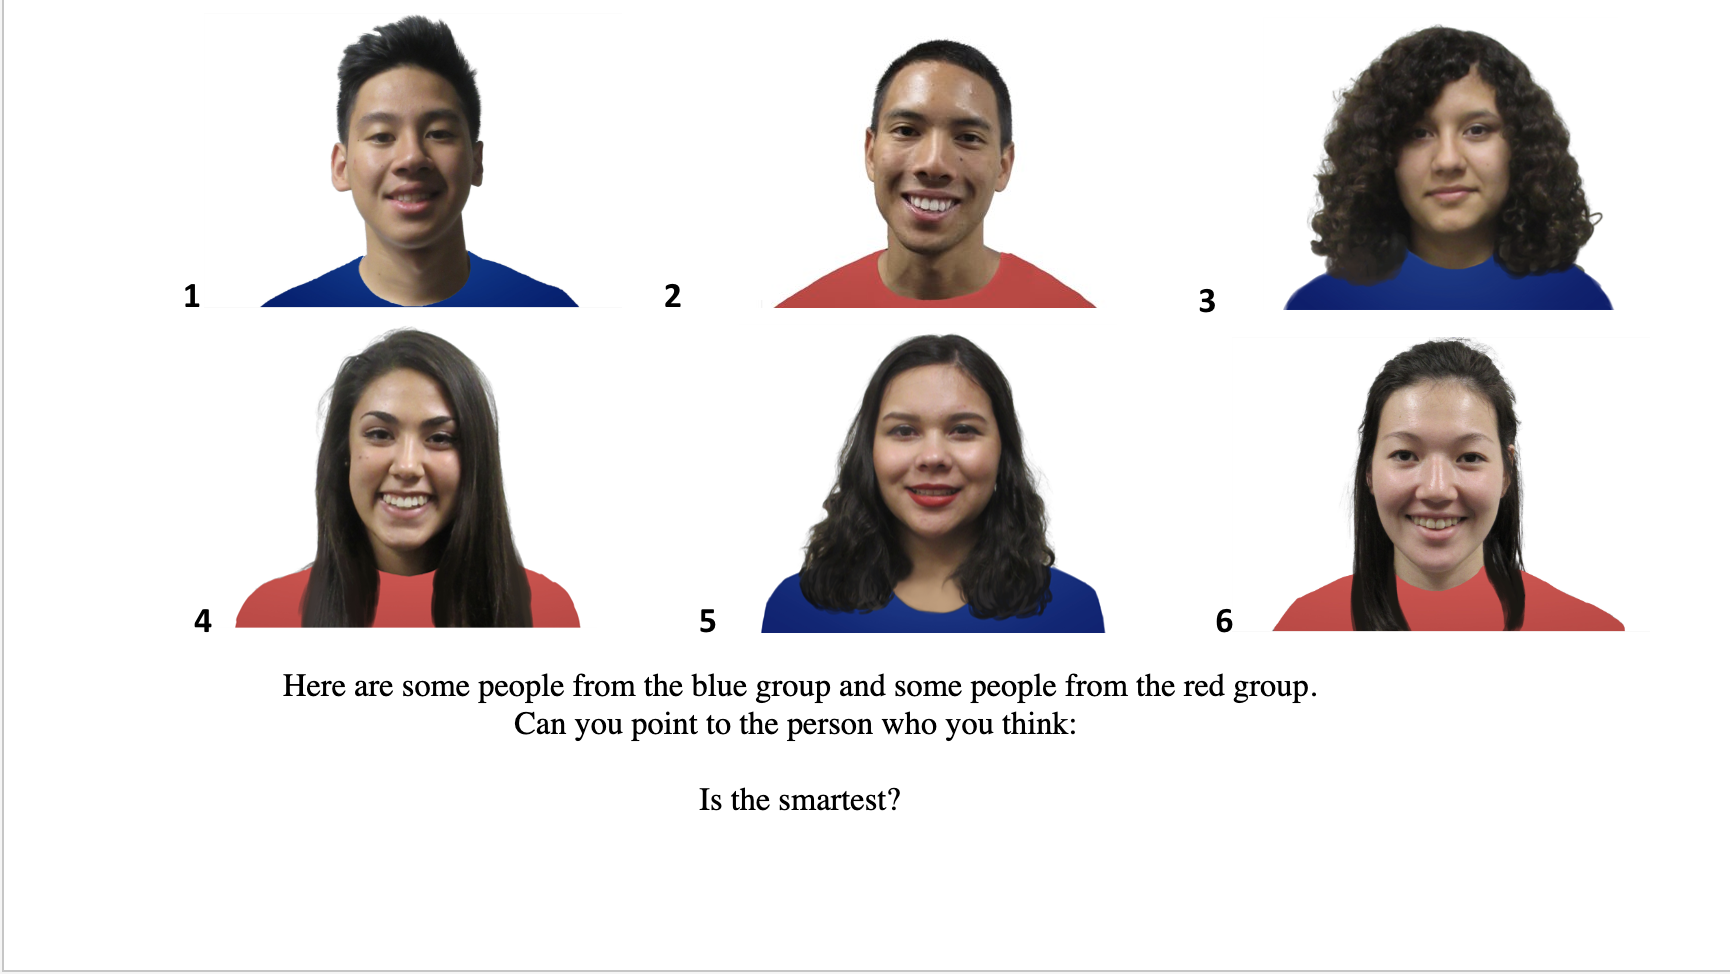 1 2 3
4 5 6
Here are some people from the blue group and some people from the red group.
Can you point to the person who you think:
Is the smartest?